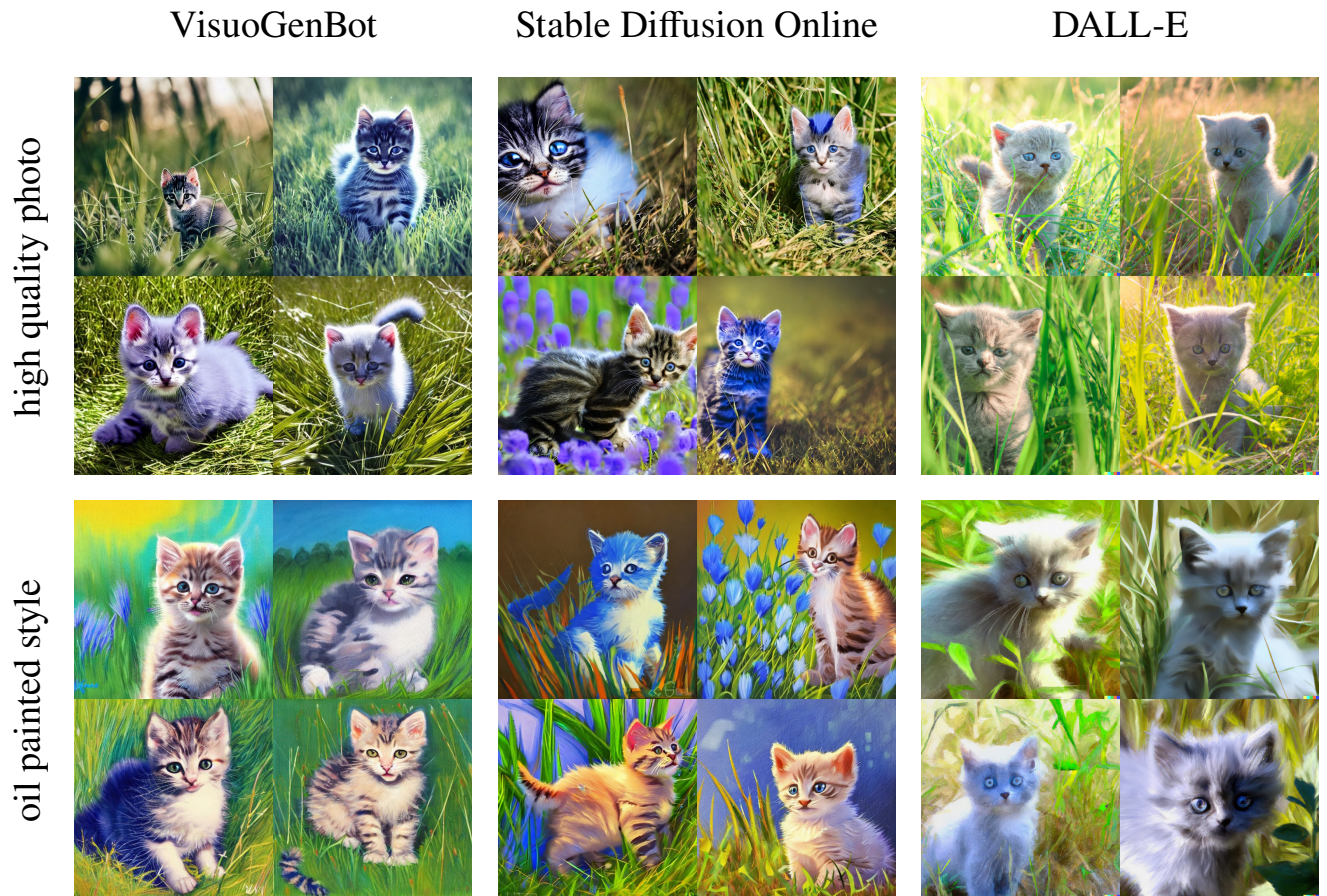 VisuoGenBot
Stable Diffusion Online
DALL-E
high quality photo
oil painted style